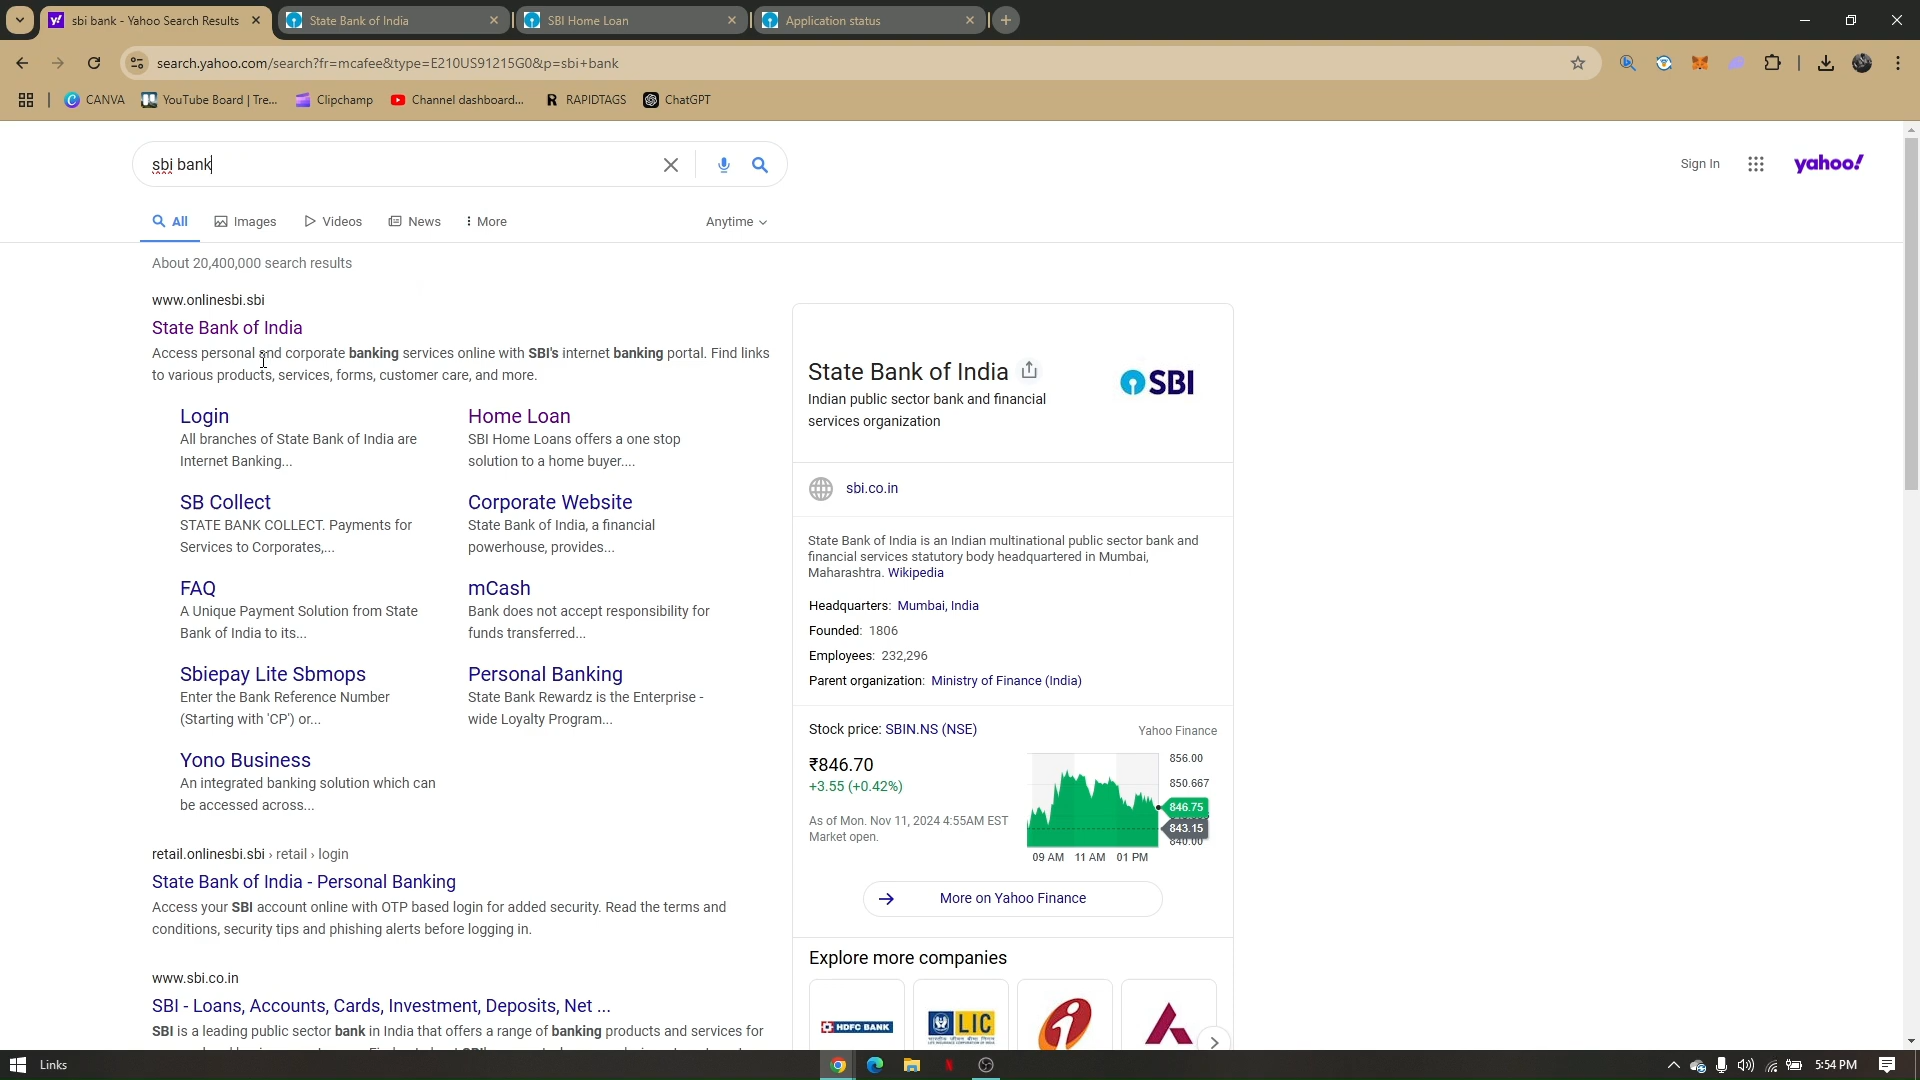 sbi bank - Yahoo Search Results
State Bank of India
SBI Home Loan
Application status
search.yahoo.com/search?fr=mcafee&type=E210US91215G0&p=sbi+bank
CANVA
YouTube Board | Tre...
Clipchamp
Channel dashboard...
RAPIDTAGS
ChatGPT
sbi bank
Sign In
yahoo!
All
Images
Videos
News
More
Anytime
About 20,400,000 search results
www.onlinesbi.sbi
State Bank of India
Access personal and corporate banking services online with SBI's internet banking portal. Find links
to various products, services, forms, customer care, and more.
Login
All branches of State Bank of India are
Internet Banking...
Home Loan
SBI Home Loans offers a one stop
solution to a home buyer....
SB Collect
STATE BANK COLLECT. Payments for
Services to Corporates,...
Corporate Website
State Bank of India, a financial
powerhouse, provides...
FAQ
A Unique Payment Solution from State
Bank of India to its...
mCash
Bank does not accept responsibility for
funds transferred...
Sbiepay Lite Sbmops
Enter the Bank Reference Number
(Starting with 'CP') or...
Personal Banking
State Bank Rewardz is the Enterprise -
wide Loyalty Program...
Yono Business
An integrated banking solution which can
be accessed across...
retail.onlinesbi.sbi › retail › login
State Bank of India - Personal Banking
Access your SBI account online with OTP based login for added security. Read the terms and
conditions, security tips and phishing alerts before logging in.
www.sbi.co.in
SBI - Loans, Accounts, Cards, Investment, Deposits, Net ...
SBI is a leading public sector bank in India that offers a range of banking products and services for
State Bank of India
Indian public sector bank and financial
services organization
SBI
sbi.co.in
State Bank of India is an Indian multinational public sector bank and
financial services statutory body headquartered in Mumbai,
Maharashtra. Wikipedia
Headquarters: Mumbai, India
Founded: 1806
Employees: 232,296
Parent organization: Ministry of Finance (India)
Stock price: SBIN.NS (NSE)
Yahoo Finance
₹846.70
+3.55 (+0.42%)
As of Mon. Nov 11, 2024 4:55AM EST
Market open.
856.00
850.667
846.75
843.15
840.00
09 AM 11 AM 01 PM
More on Yahoo Finance
Explore more companies
HDFC BANK
LIC
Links
5:54 PM